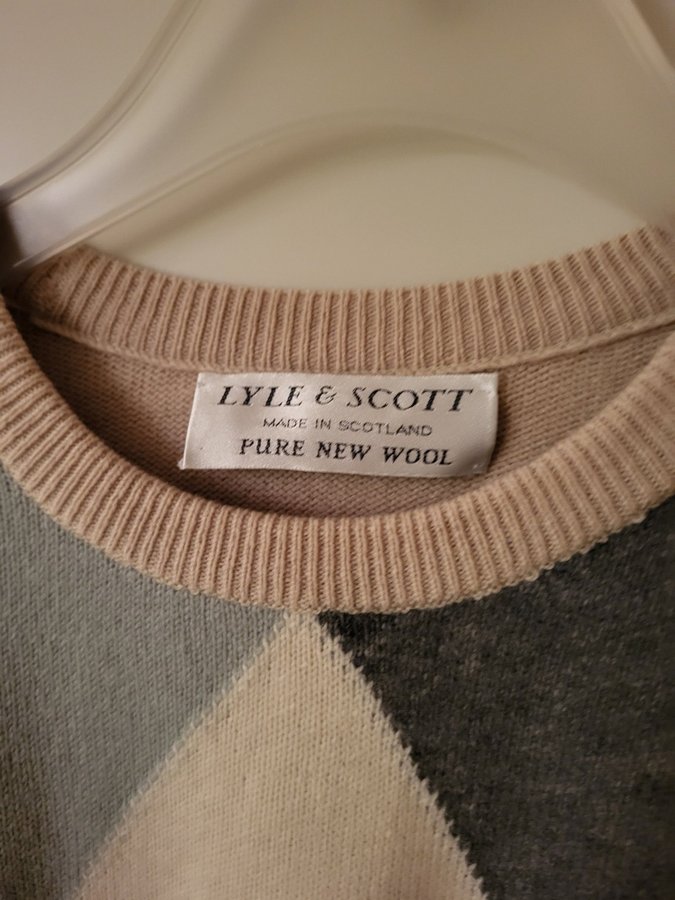 LYLE & SCOTT
MADE IN SCOTLAND
PURE NEW WOOL